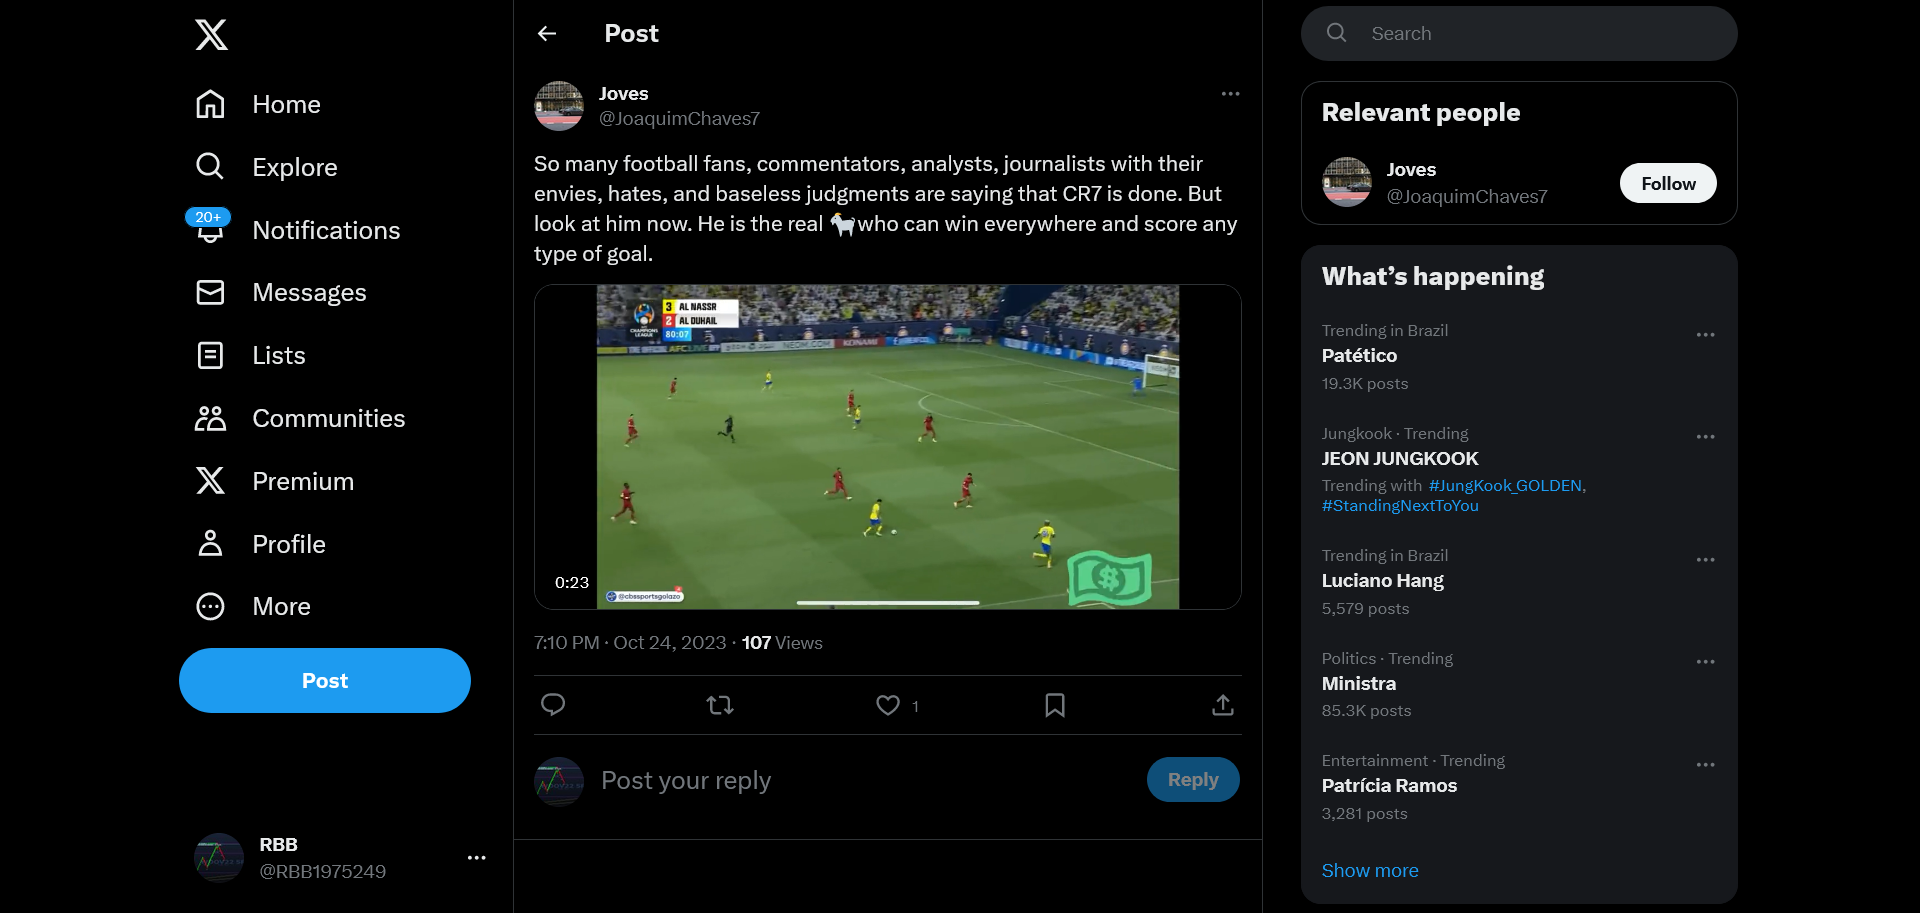 Home
Explore
20+
Notifications
Messages
Lists
Communities
Premium
Profile
More
Post
RBB
@RBB1975249
Post
Joves
@JoaquimChaves7
So many football fans, commentators, analysts, journalists with their
envies, hates, and baseless judgments are saying that CR7 is done. But
look at him now. He is the real 🐐who can win everywhere and score any
type of goal.
3 AL NASSR
2 AL DUHAIL
80:07
CHAMPIONS
LEAGUE
NEOM.COM
KONAMI
0:23
@cbssportsgolazo
7:10 PM · Oct 24, 2023 · 107 Views
1
Post your reply
Reply
Search
Relevant people
Joves
@JoaquimChaves7
Follow
What’s happening
Trending in Brazil
Patético
19.3K posts
Jungkook · Trending
JEON JUNGKOOK
Trending with #JungKook_GOLDEN,
#StandingNextToYou
Trending in Brazil
Luciano Hang
5,579 posts
Politics · Trending
Ministra
85.3K posts
Entertainment · Trending
Patrícia Ramos
3,281 posts
Show more